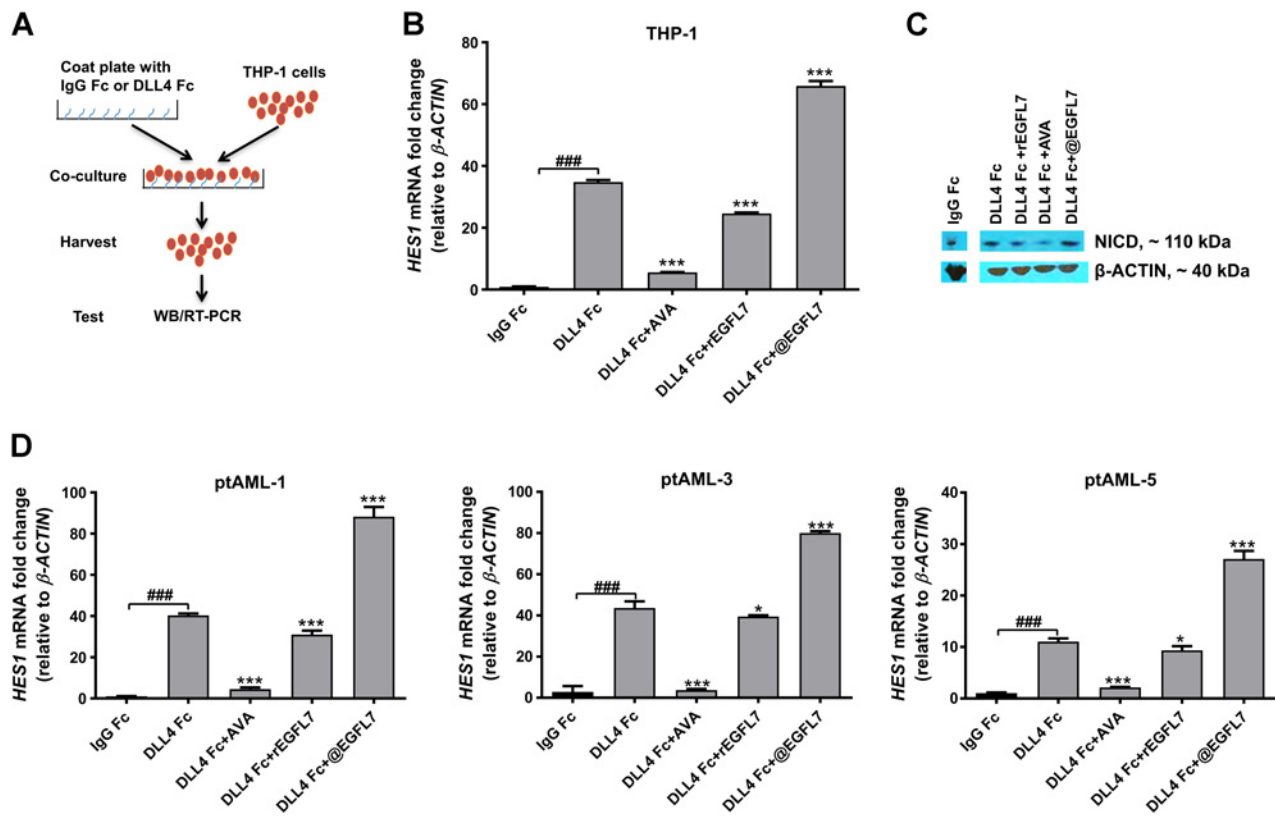 A
Coat plate with
IgG Fc or DLL4 Fc
THP-1 cells
Co-culture
Harvest
Test
WB/RT-PCR
B
THP-1
HES1 mRNA fold change
(relative to β-ACTIN)
80
60
40
20
0
###
***
***
***
IgG Fc
DLL4 Fc
DLL4 Fc+AVA
DLL4 Fc+rEGFL7
DLL4 Fc+@EGFL7
C
IgG Fc
DLL4 Fc
DLL4 Fc +rEGFL7
DLL4 Fc +AVA
DLL4 Fc+@EGFL7
NICD, ~ 110 kDa
β-ACTIN, ~ 40 kDa
D
ptAML-1
HES1 mRNA fold change
(relative to β-ACTIN)
100
80
60
40
20
0
###
***
***
***
IgG Fc
DLL4 Fc
DLL4 Fc+AVA
DLL4 Fc+rEGFL7
DLL4 Fc+@EGFL7
ptAML-3
HES1 mRNA fold change
(relative to β-ACTIN)
100
80
60
40
20
0
###
***
*
***
IgG Fc
DLL4 Fc
DLL4 Fc+AVA
DLL4 Fc+rEGFL7
DLL4 Fc+@EGFL7
ptAML-5
HES1 mRNA fold change
(relative to β-ACTIN)
40
30
20
10
0
###
***
*
***
IgG Fc
DLL4 Fc
DLL4 Fc+AVA
DLL4 Fc+rEGFL7
DLL4 Fc+@EGFL7